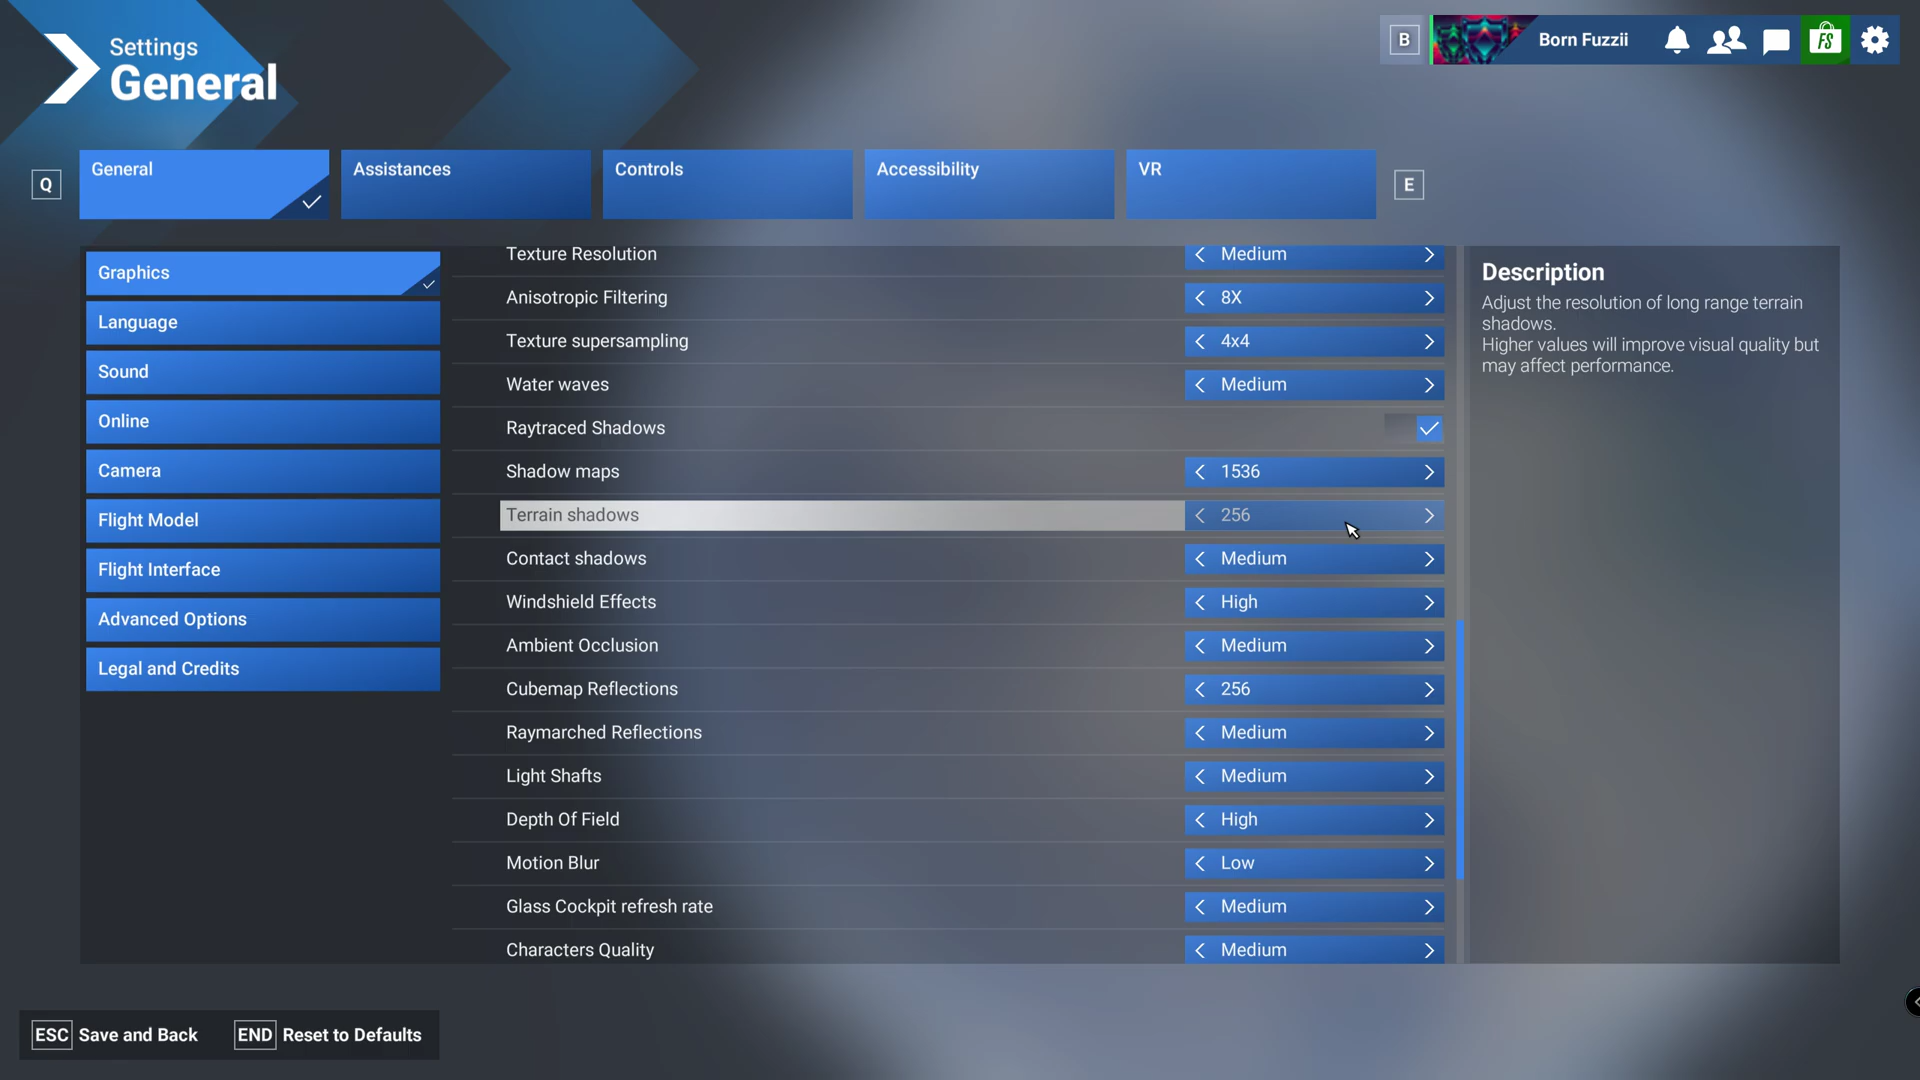 Settings
General
B
Born Fuzzii
FS
Q
General
Assistances
Controls
Accessibility
VR
E
Graphics
Language
Sound
Online
Camera
Flight Model
Flight Interface
Advanced Options
Legal and Credits
Texture Resolution Medium
Anisotropic Filtering 8X
Texture supersampling 4x4
Water waves Medium
Raytraced Shadows
Shadow maps 1536
Terrain shadows 256
Contact shadows Medium
Windshield Effects High
Ambient Occlusion Medium
Cubemap Reflections 256
Raymarched Reflections Medium
Light Shafts Medium
Depth Of Field High
Motion Blur Low
Glass Cockpit refresh rate Medium
Characters Quality Medium
Description
Adjust the resolution of long range terrain
shadows.
Higher values will improve visual quality but
may affect performance.
ESC Save and Back END Reset to Defaults